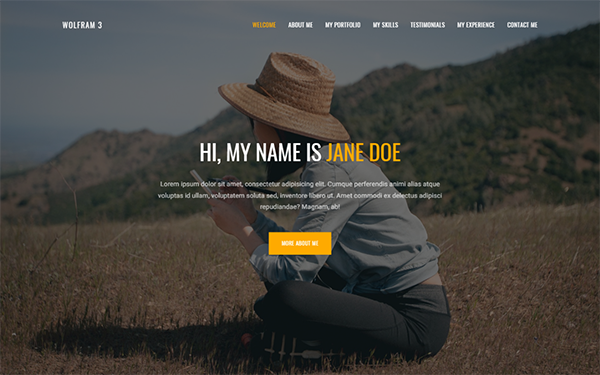 WOLFRAM 3
WELCOME ABOUT ME MY PORTFOLIO MY SKILLS TESTIMONIALS MY EXPERIENCE CONTACT ME
HI, MY NAME IS JANE DOE
Lorem ipsum dolor sit amet, consectetur adipisicing elit. Cumque perferendis animi alias atque
voluptas id ullam, voluptatem soluta sed, inventore libero ut. Amet commodi ex delectus adipisci
repudiandae? Magnam, ab!
MORE ABOUT ME